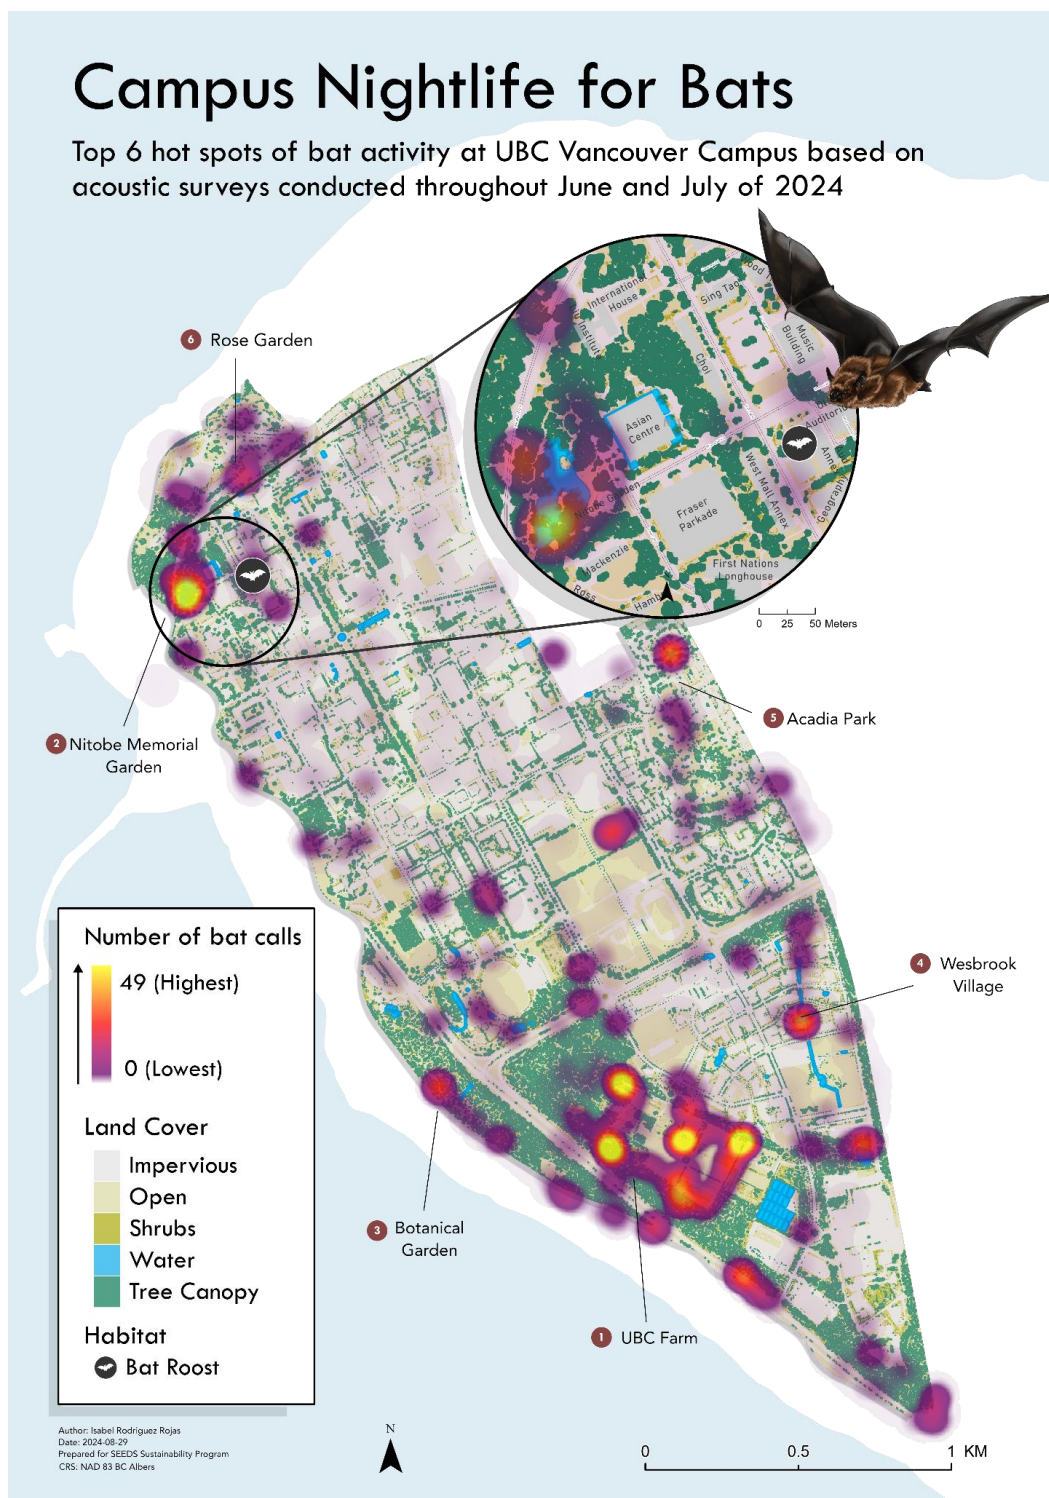 Campus Nightlife for Bats
Top 6 hot spots of bat activity at UBC Vancouver Campus based on
acoustic surveys conducted throughout June and July of 2024
International
House
Institute
Sing Tao
Music
Building
Choi
Asian
Centre
Auditorium
Annex
Geography
West Mall Annex
Nitobe Garden
Fraser
Parkade
Mackenzie
First Nations
Longhouse
Ross
Hamb
0 25 50 Meters
6 Rose Garden
2 Nitobe Memorial
Garden
5 Acadia Park
4 Wesbrook
Village
3 Botanical
Garden
1 UBC Farm
Number of bat calls
49 (Highest)
0 (Lowest)
Land Cover
Impervious
Open
Shrubs
Water
Tree Canopy
Habitat
Bat Roost
Author: Isabel Rodriguez Rojas
Date: 2024-08-29
Prepared for SEEDS Sustainability Program
CRS: NAD 83 BC Albers
N
0 0.5 1 KM